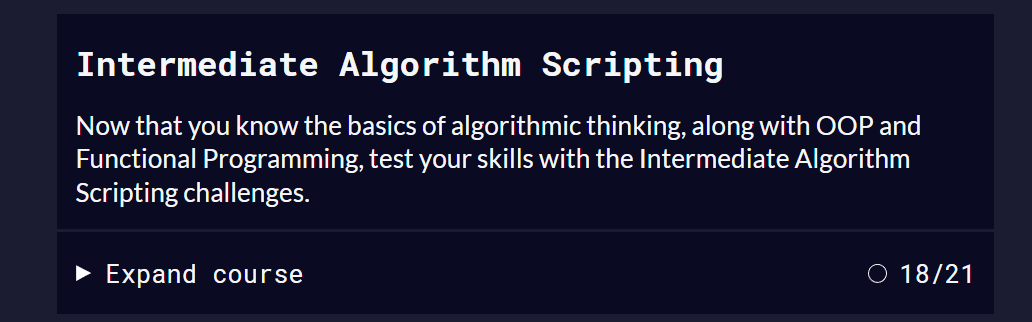 Intermediate Algorithm Scripting
Now that you know the basics of algorithmic thinking, along with OOP and
Functional Programming, test your skills with the Intermediate Algorithm
Scripting challenges.
Expand course 18/21